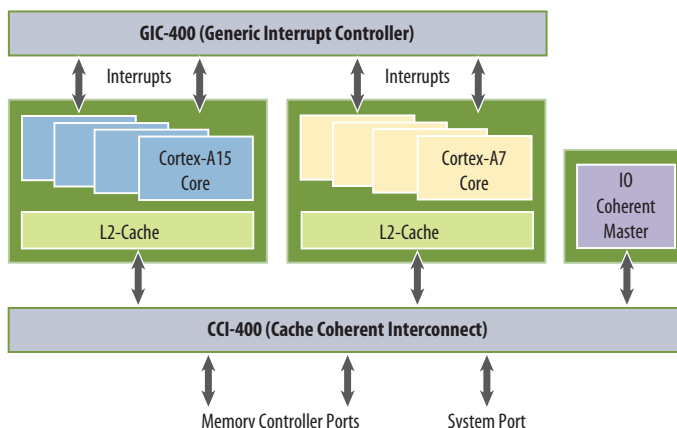 GIC-400 (Generic Interrupt Controller)
Interrupts
Interrupts
Cortex-A15
Core
Cortex-A7
Core
IO
Coherent
Master
L2-Cache
L2-Cache
CCI-400 (Cache Coherent Interconnect)
Memory Controller Ports
System Port